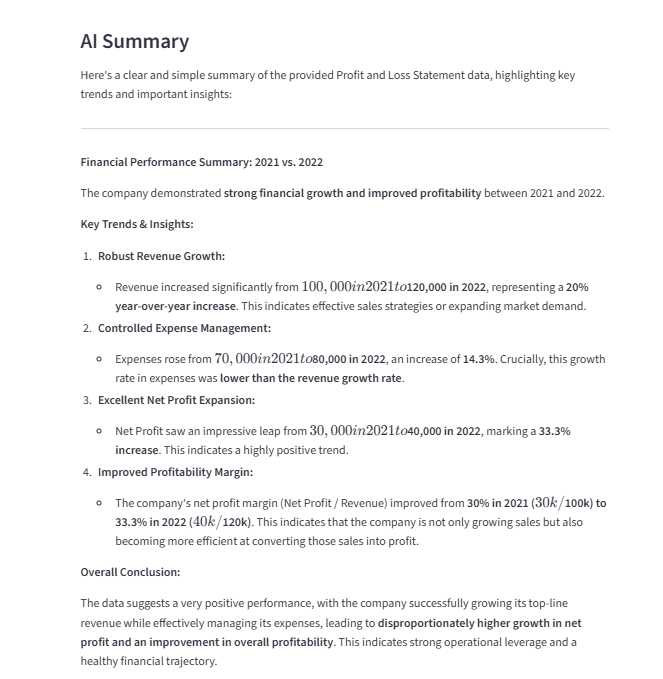 AI Summary
Here's a clear and simple summary of the provided Profit and Loss Statement data, highlighting key
trends and important insights:
Financial Performance Summary: 2021 vs. 2022
The company demonstrated strong financial growth and improved profitability between 2021 and 2022.
Key Trends & Insights:
1. Robust Revenue Growth:
Revenue increased significantly from 100,000in2021to120,000 in 2022, representing a 20%
year-over-year increase. This indicates effective sales strategies or expanding market demand.
2. Controlled Expense Management:
Expenses rose from 70,000in2021to80,000 in 2022, an increase of 14.3%. Crucially, this growth
rate in expenses was lower than the revenue growth rate.
3. Excellent Net Profit Expansion:
Net Profit saw an impressive leap from 30,000in2021to40,000 in 2022, marking a 33.3%
increase. This indicates a highly positive trend.
4. Improved Profitability Margin:
The company's net profit margin (Net Profit / Revenue) improved from 30% in 2021 (30k/100k) to
33.3% in 2022 (40k/120k). This indicates that the company is not only growing sales but also
becoming more efficient at converting those sales into profit.
Overall Conclusion:
The data suggests a very positive performance, with the company successfully growing its top-line
revenue while effectively managing its expenses, leading to disproportionately higher growth in net
profit and an improvement in overall profitability. This indicates strong operational leverage and a
healthy financial trajectory.